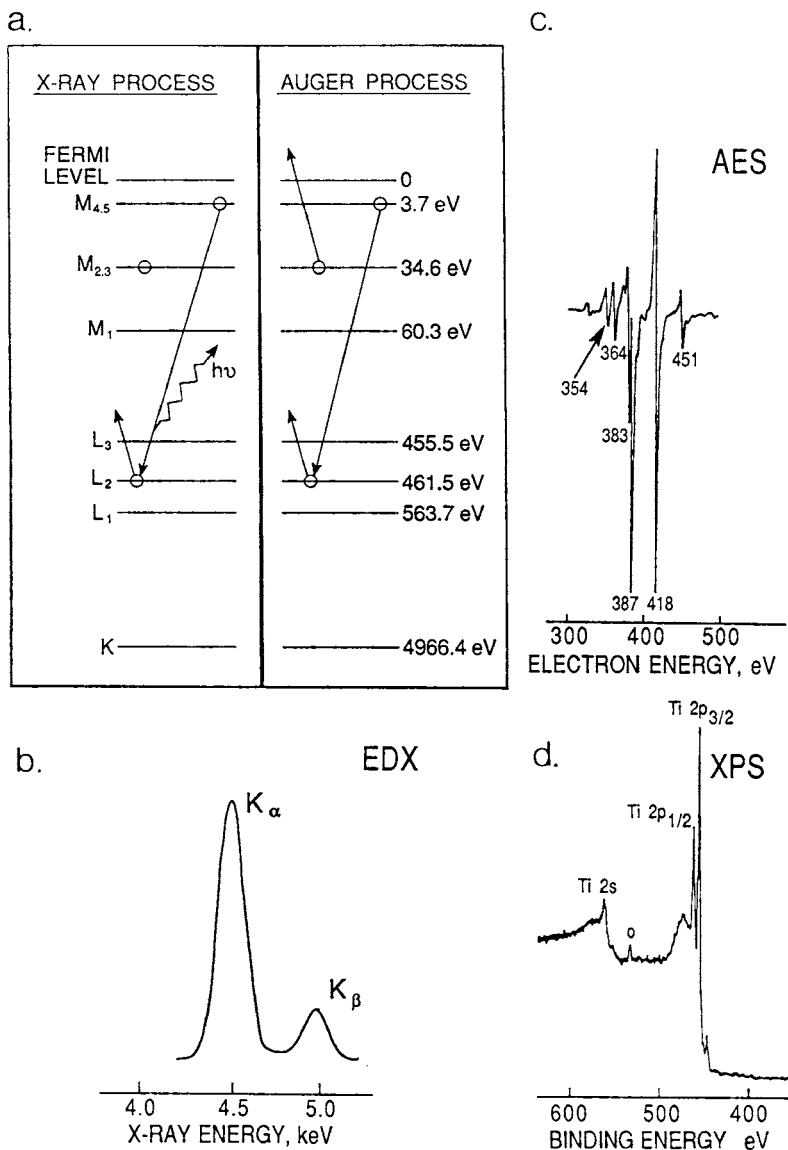 a.
X-RAY PROCESS
AUGER PROCESS
FERMI
LEVEL
0
M4.5
3.7 eV
M2.3
34.6 eV
M1
60.3 eV
hυ
L3
455.5 eV
L2
461.5 eV
L1
563.7 eV
K
4966.4 eV
c.
AES
354
364
383
387
418
451
300 400 500
ELECTRON ENERGY, eV
b.
EDX
Kα
Kβ
4.0 4.5 5.0
X-RAY ENERGY, keV
d.
XPS
Ti 2p3/2
Ti 2p1/2
Ti 2s
O
600 500 400
BINDING ENERGY eV